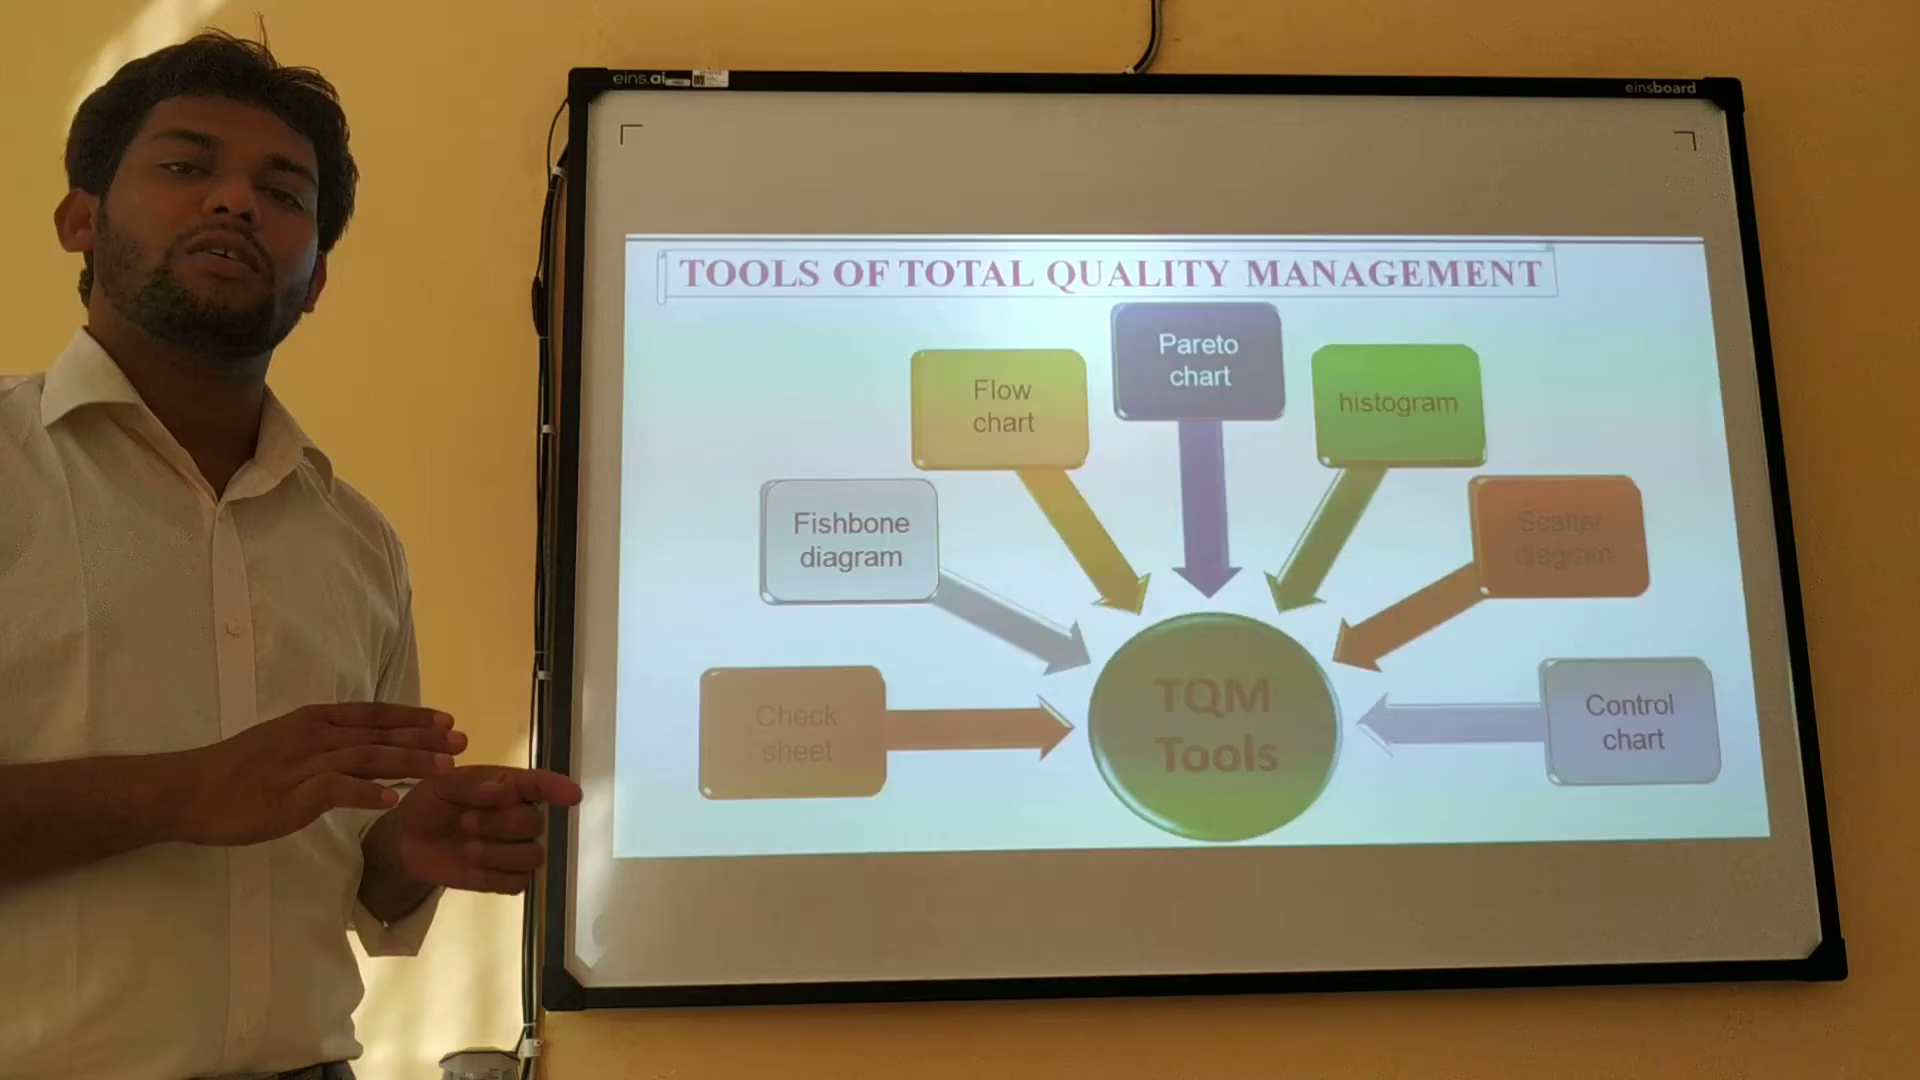 eins.ai
einsboard
TOOLS OF TOTAL QUALITY MANAGEMENT
Pareto
chart
Flow
chart
histogram
Fishbone
diagram
Scatter
diagram
Check
sheet
TQM
Tools
Control
chart